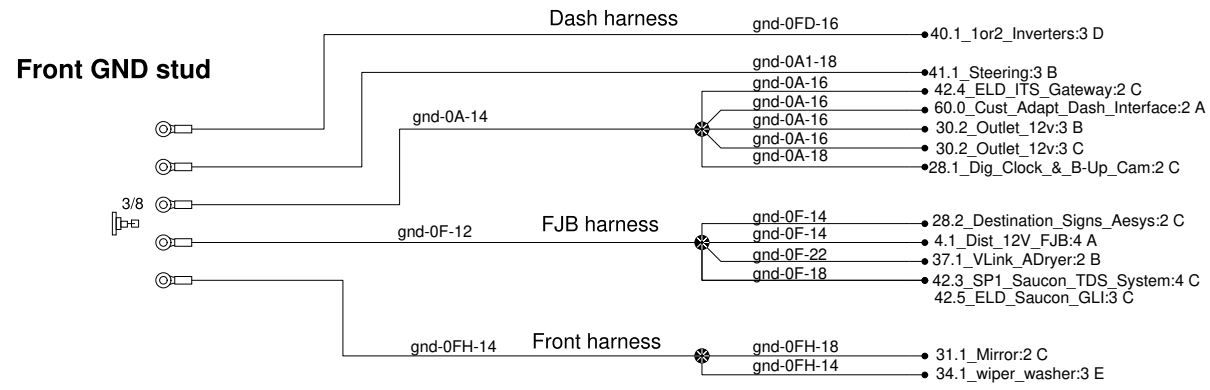 Dash harness
gnd-0FD-16
40.1_1or2_Inverters:3 D
Front GND stud
gnd-0A1-18
41.1_Steering:3 B
gnd-0A-16
42.4_ELD_ITS_Gateway:2 C
gnd-0A-16
60.0_Cust_Adapt_Dash_Interface:2 A
gnd-0A-14
gnd-0A-16
30.2_Outlet_12v:3 B
gnd-0A-16
30.2_Outlet_12v:3 C
gnd-0A-18
28.1_Dig_Clock_&_B-Up_Cam:2 C
3/8
gnd-0F-12
FJB harness
gnd-0F-14
28.2_Destination_Signs_Aesys:2 C
gnd-0F-14
4.1_Dist_12V_FJB:4 A
gnd-0F-22
37.1_VLink_ADryer:2 B
gnd-0F-18
42.3_SP1_Saucon_TDS_System:4 C
42.5_ELD_Saucon_GLI:3 C
gnd-0FH-14
Front harness
gnd-0FH-18
31.1_Mirror:2 C
gnd-0FH-14
34.1_wiper_washer:3 E